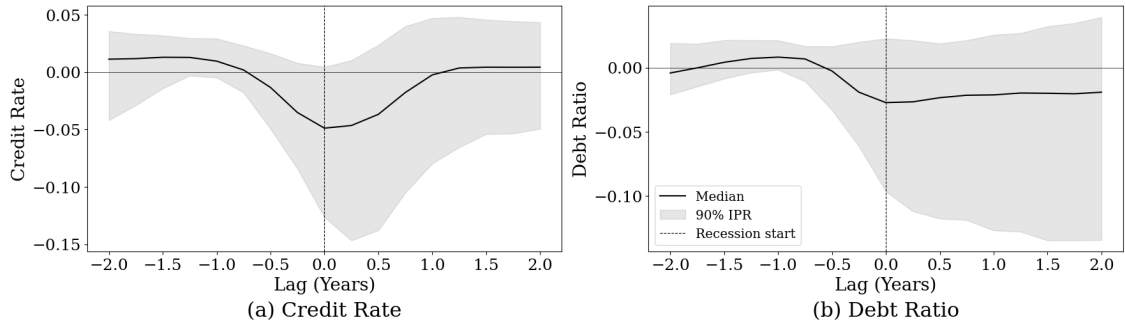 0.05
0.00
−0.05
−0.10
−0.15
Credit Rate
−2.0 −1.5 −1.0 −0.5 0.0 0.5 1.0 1.5 2.0
Lag (Years)
(a) Credit Rate
0.00
−0.05
−0.10
Debt Ratio
Median
90% IPR
Recession start
−2.0 −1.5 −1.0 −0.5 0.0 0.5 1.0 1.5 2.0
Lag (Years)
(b) Debt Ratio